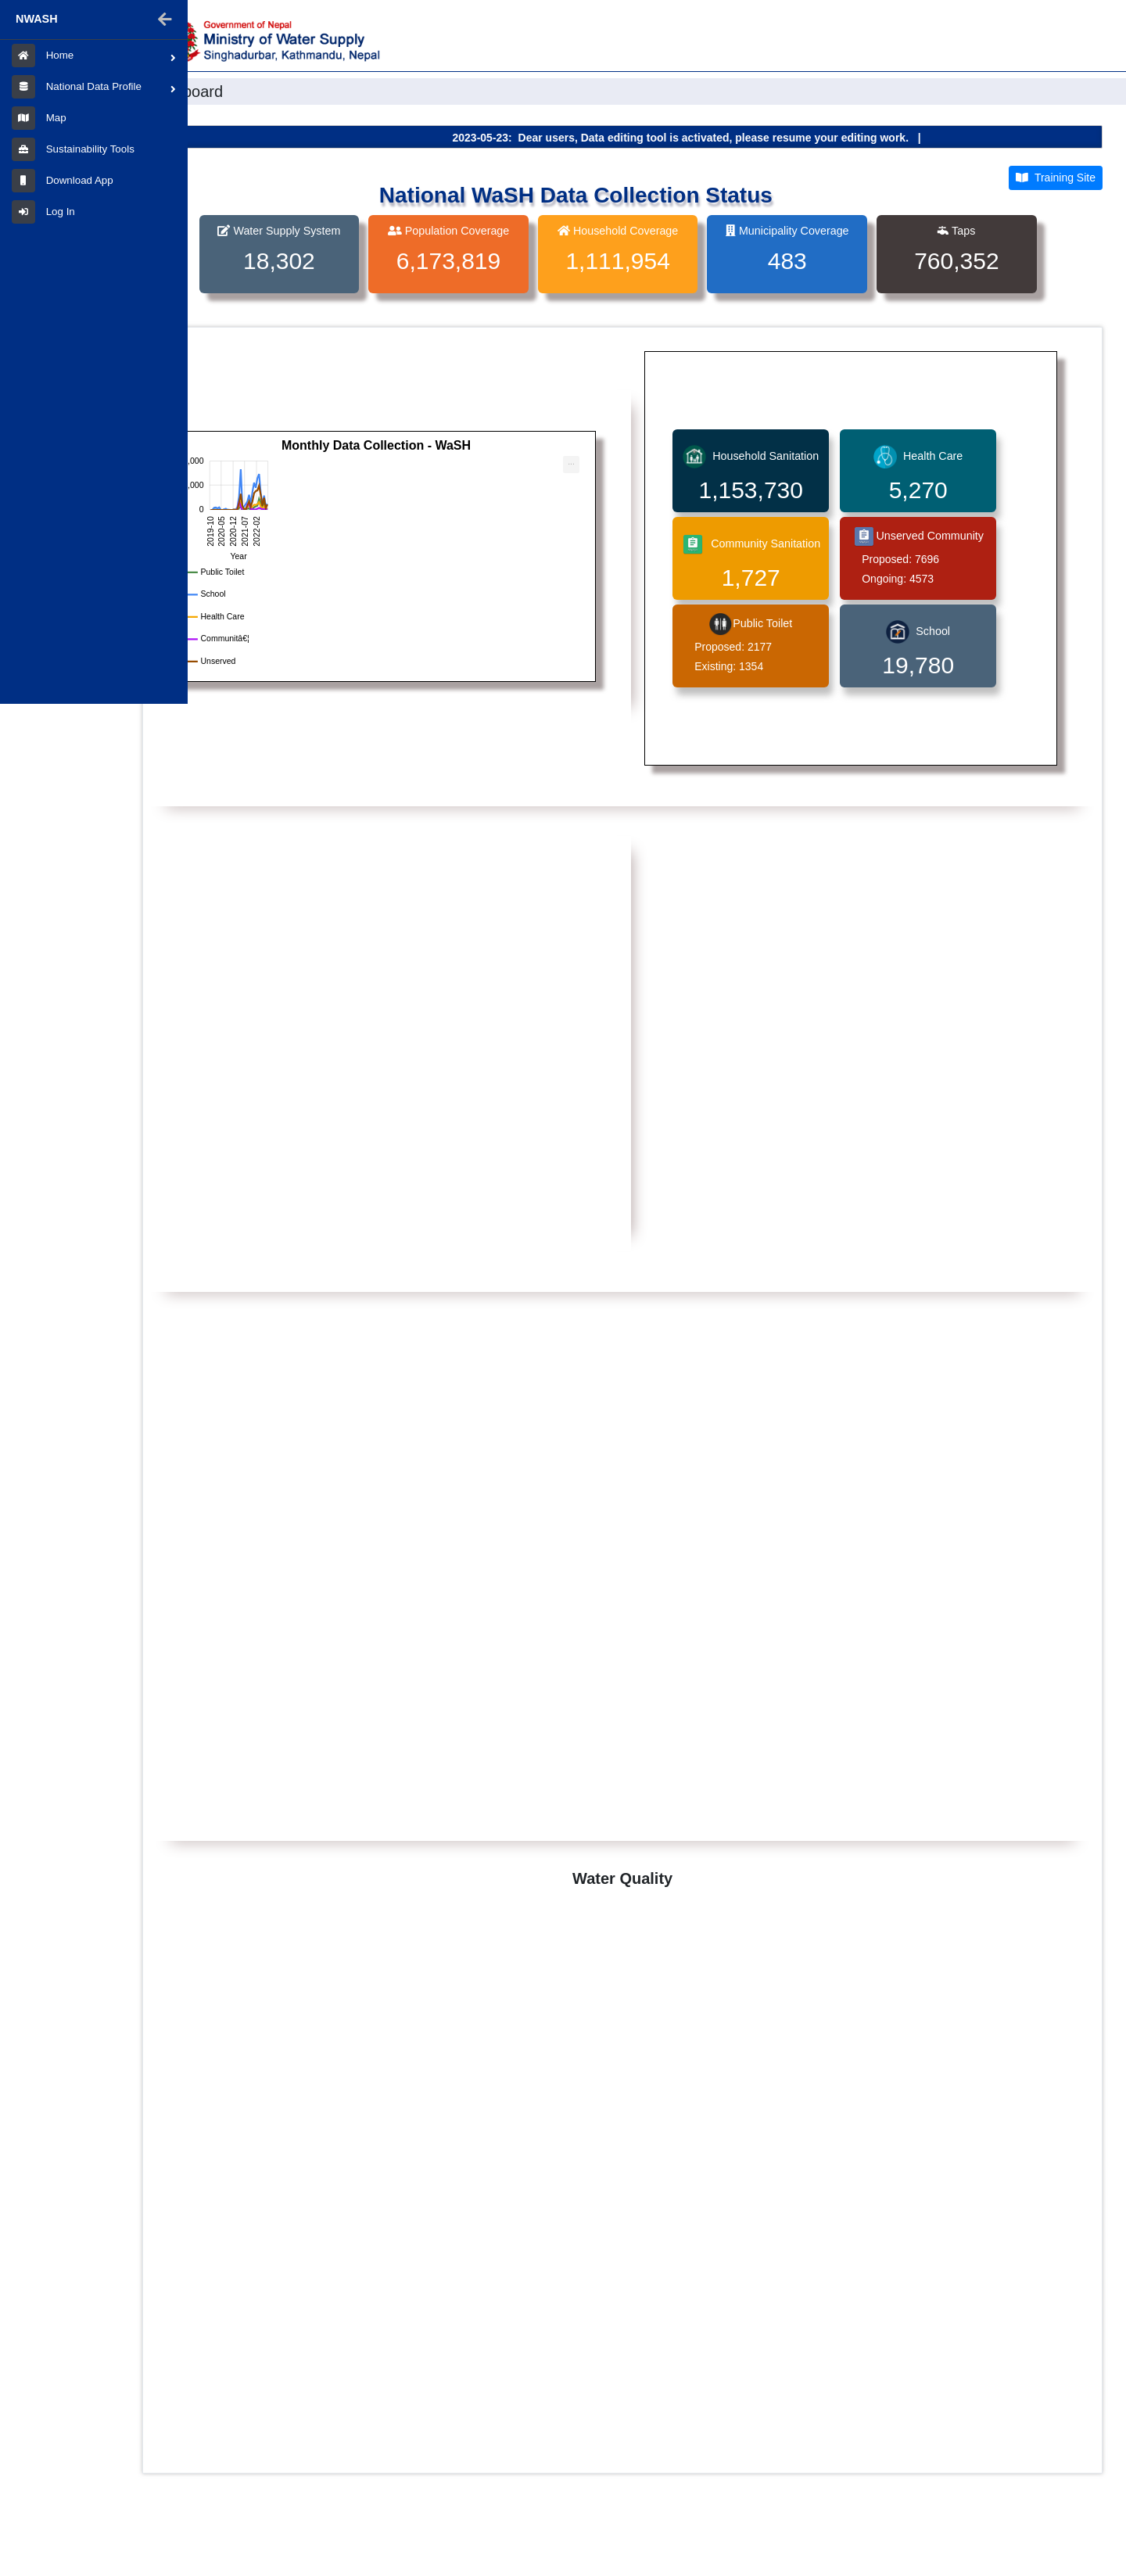 NWASH
Home
National Data Profile
Map
Sustainability Tools
Download App
Log In
Government of Nepal
Ministry of Water Supply
Singhadurbar, Kathmandu, Nepal
board
2023-05-23:  Dear users, Data editing tool is activated, please resume your editing work.   |
Training Site
National WaSH Data Collection Status
Water Supply System
18,302
Population Coverage
6,173,819
Household Coverage
1,111,954
Municipality Coverage
483
Taps
760,352
Monthly Data Collection - WaSH
,000
,000
0
2019-10
2020-05
2020-12
2021-07
2022-02
Year
Public Toilet
School
Health Care
Communitâ€¦
Unserved
Household Sanitation
1,153,730
Health Care
5,270
Community Sanitation
1,727
Unserved Community
Proposed: 7696
Ongoing: 4573
Public Toilet
Proposed: 2177
Existing: 1354
School
19,780
Water Quality